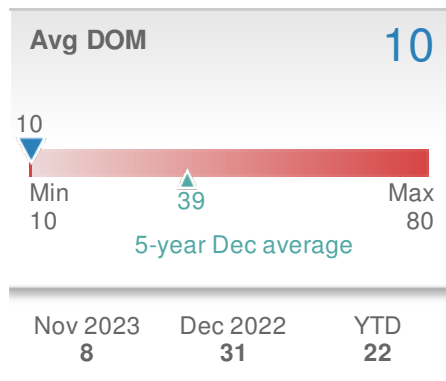 Avg DOM 10
10
Min Max
39
10 80
5-year Dec average
Nov 2023 Dec 2022 YTD
8 31 22